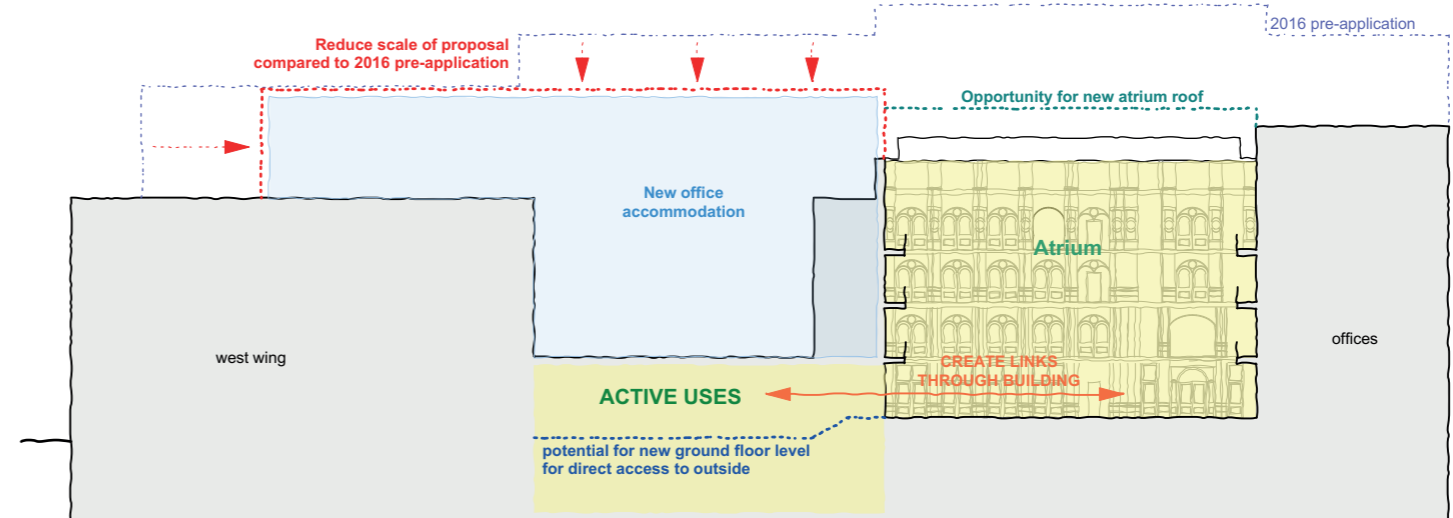 2016 pre-application
Reduce scale of proposal
compared to 2016 pre-application
Opportunity for new atrium roof
New office
accommodation
Atrium
west wing
offices
CREATE LINKS
THROUGH BUILDING
ACTIVE USES
potential for new ground floor level
for direct access to outside